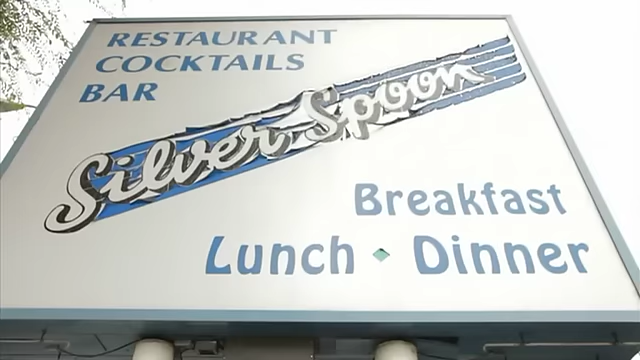 RESTAURANT
COCKTAILS
BAR
Silver Spoon
Breakfast
Lunch · Dinner